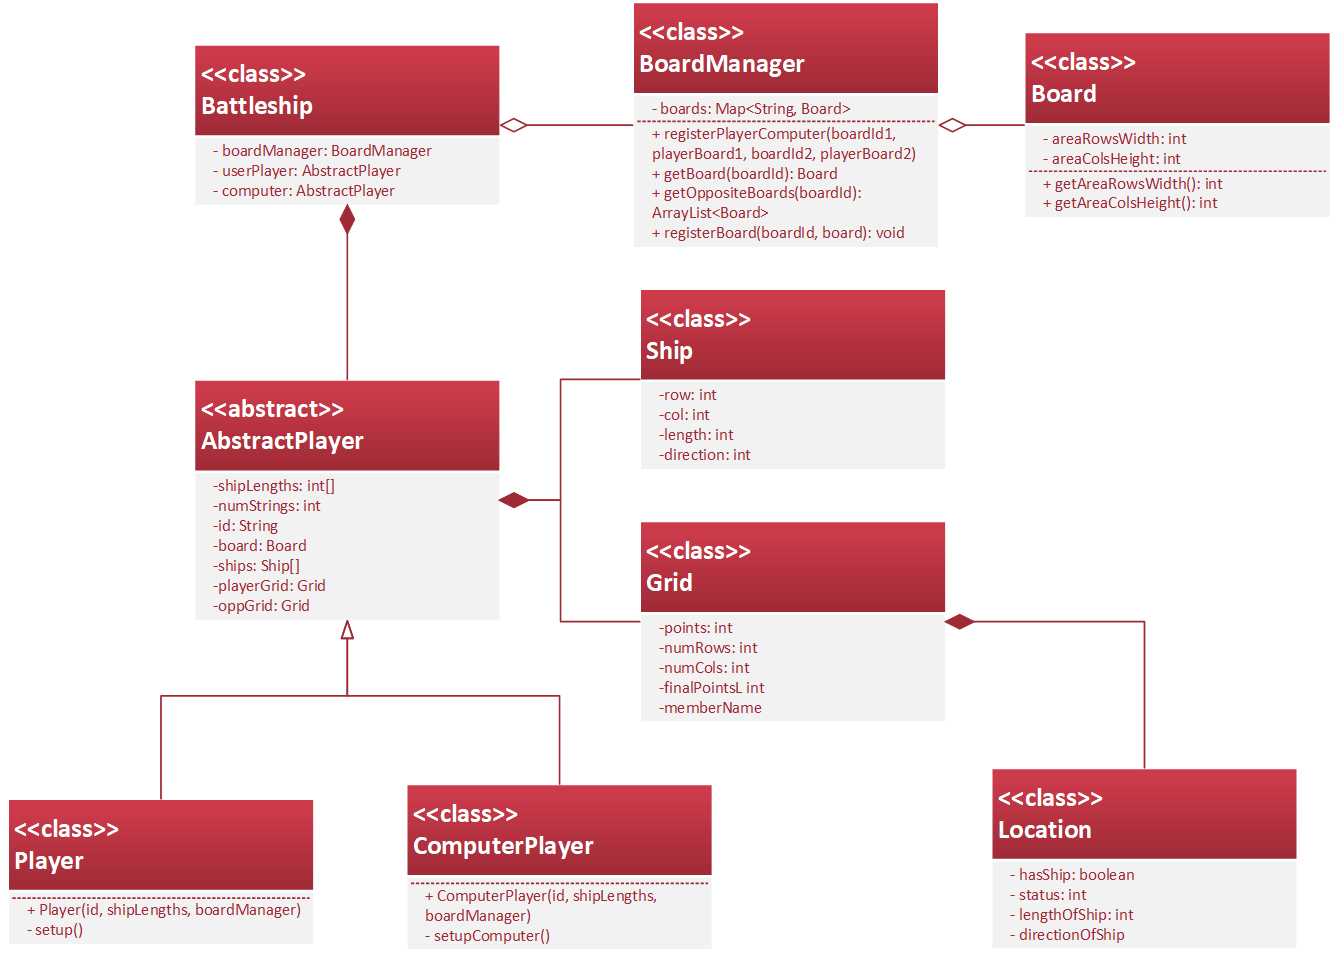 <<class>>
Battleship
- boardManager: BoardManager
- userPlayer: AbstractPlayer
- computer: AbstractPlayer
<<class>>
BoardManager
- boards: Map<String, Board>
+ registerPlayerComputer(boardId1,
playerBoard1, boardId2, playerBoard2)
+ getBoard(boardId): Board
+ getOppositeBoards(boardId):
ArrayList<Board>
+ registerBoard(boardId, board): void
<<class>>
Board
- areaRowsWidth: int
- areaColsHeight: int
+ getAreaRowsWidth(): int
+ getAreaColsHeight(): int
<<class>>
Ship
-row: int
-col: int
-length: int
-direction: int
<<abstract>>
AbstractPlayer
-shipLengths: int[]
-numStrings: int
-id: String
-board: Board
-ships: Ship[]
-playerGrid: Grid
-oppGrid: Grid
<<class>>
Grid
-points: int
-numRows: int
-numCols: int
-finalPointsL int
-memberName
<<class>>
Player
+ Player(id, shipLengths, boardManager)
- setup()
<<class>>
ComputerPlayer
+ ComputerPlayer(id, shipLengths,
boardManager)
- setupComputer()
<<class>>
Location
- hasShip: boolean
- status: int
- lengthOfShip: int
- directionOfShip